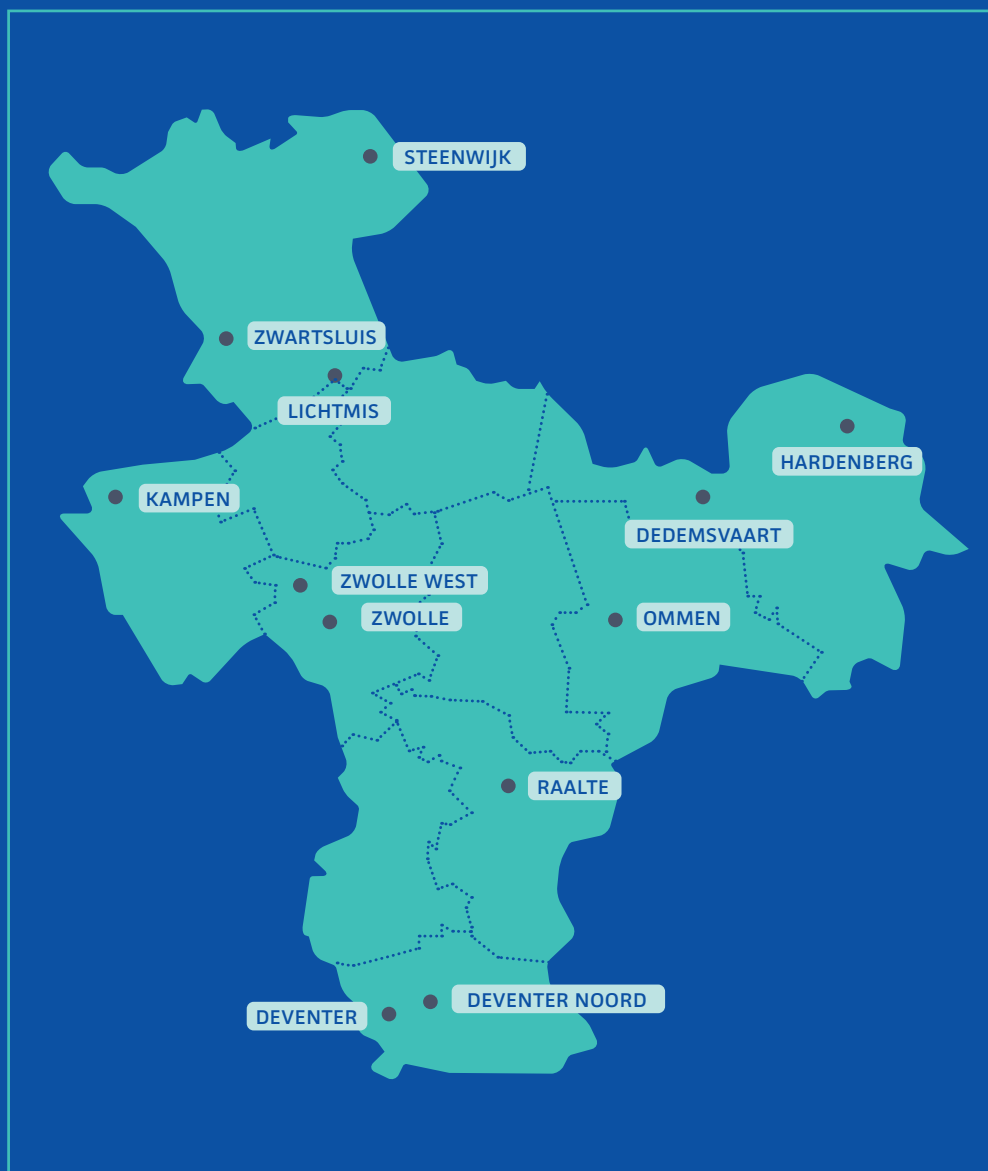 STEENWIJK
ZWARTSLUIS
LICHTMIS
HARDENBERG
KAMPEN
DEDEMSVAART
ZWOLLE WEST
ZWOLLE
OMMEN
RAALTE
DEVENTER NOORD
DEVENTER